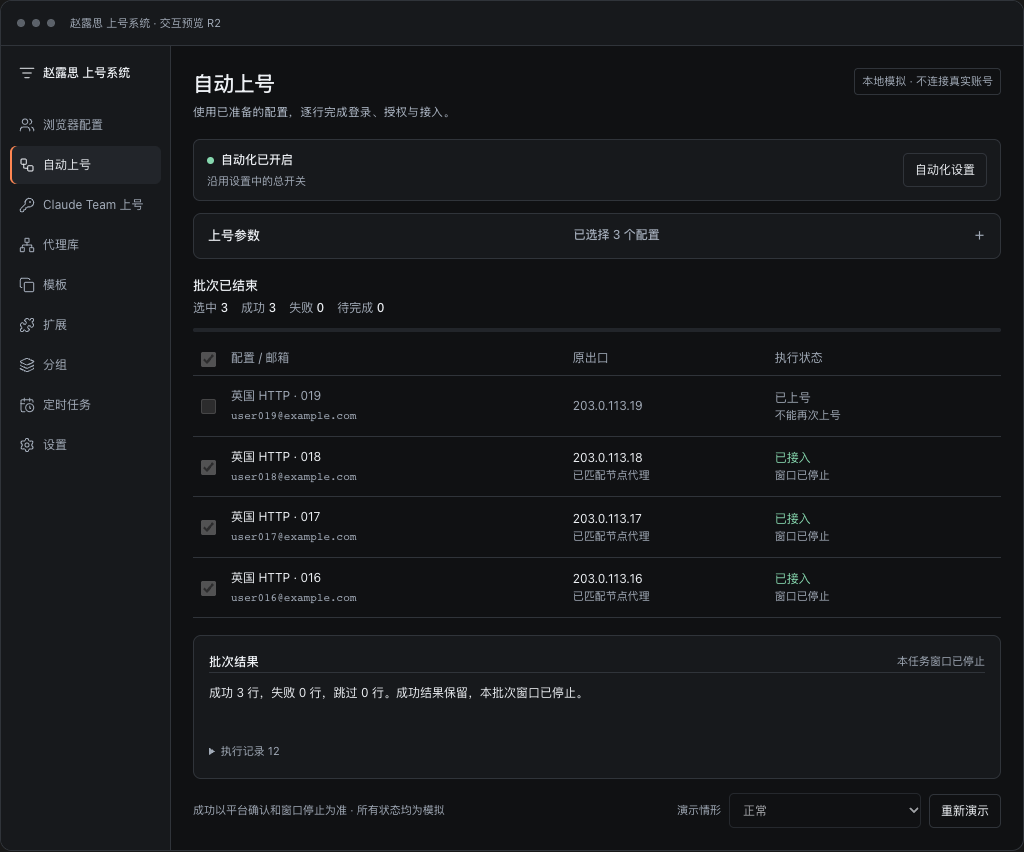 赵露思 上号系统 · 交互预览 R2
赵露思 上号系统
浏览器配置
自动上号
Claude Team 上号
代理库
模板
扩展
分组
定时任务
设置
自动上号
本地模拟 · 不连接真实账号
使用已准备的配置，逐行完成登录、授权与接入。
自动化已开启
沿用设置中的总开关
自动化设置
上号参数
已选择 3 个配置
+
批次已结束
选中 3 成功 3 失败 0 待完成 0
配置 / 邮箱 原出口 执行状态
英国 HTTP · 019
user019@example.com
203.0.113.19
已上号
不能再次上号
英国 HTTP · 018
user018@example.com
203.0.113.18
已匹配节点代理
已接入
窗口已停止
英国 HTTP · 017
user017@example.com
203.0.113.17
已匹配节点代理
已接入
窗口已停止
英国 HTTP · 016
user016@example.com
203.0.113.16
已匹配节点代理
已接入
窗口已停止
批次结果
本任务窗口已停止
成功 3 行，失败 0 行，跳过 0 行。成功结果保留，本批次窗口已停止。
执行记录 12
成功以平台确认和窗口停止为准 · 所有状态均为模拟
演示情形
正常
重新演示